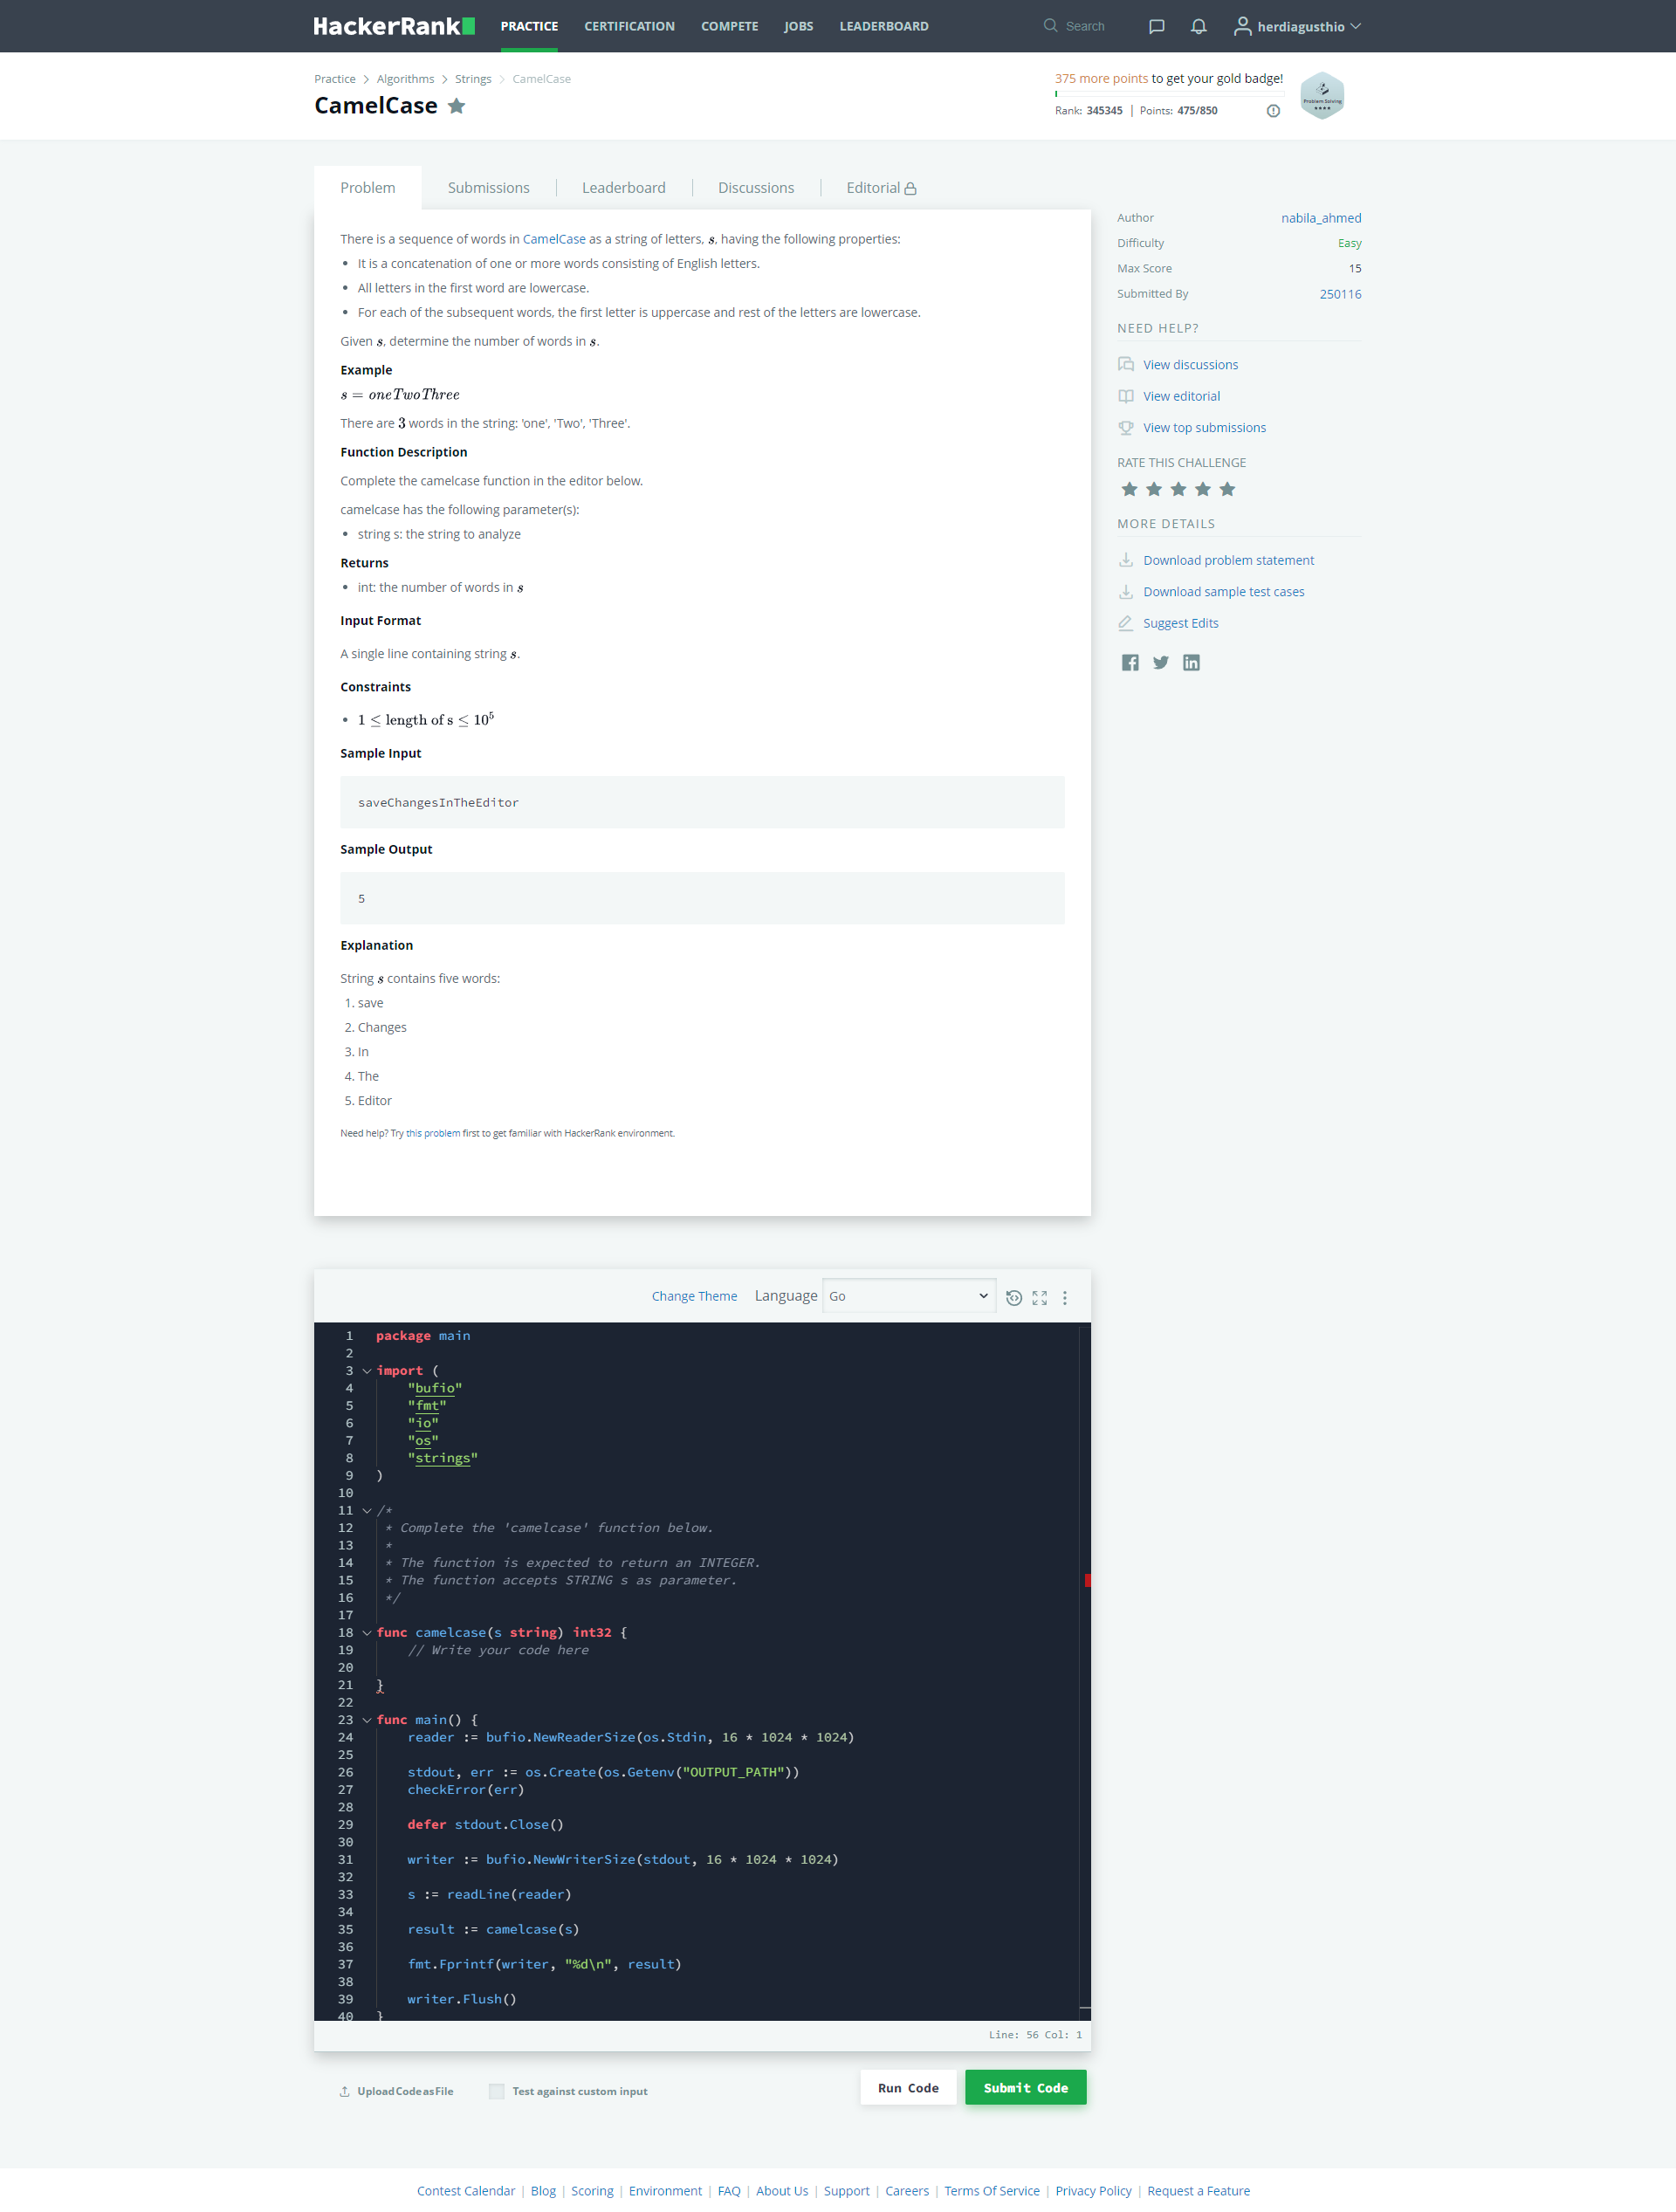 HackerRank
PRACTICE CERTIFICATION COMPETE JOBS LEADERBOARD Search herdiagusthio
Practice > Algorithms > Strings > CamelCase
CamelCase
375 more points to get your gold badge!
Rank: 345345 | Points: 475/850
Problem Solving
Problem Submissions Leaderboard Discussions Editorial
There is a sequence of words in CamelCase as a string of letters, s, having the following properties:
• It is a concatenation of one or more words consisting of English letters.
• All letters in the first word are lowercase.
• For each of the subsequent words, the first letter is uppercase and rest of the letters are lowercase.
Given s, determine the number of words in s.
Example
s = oneTwoThree
There are 3 words in the string: 'one', 'Two', 'Three'.
Function Description
Complete the camelcase function in the editor below.
camelcase has the following parameter(s):
• string s: the string to analyze
Returns
• int: the number of words in s
Input Format
A single line containing string s.
Constraints
• 1 ≤ length of s ≤ 10⁵
Sample Input
saveChangesInTheEditor
Sample Output
5
Explanation
String s contains five words:
1. save
2. Changes
3. In
4. The
5. Editor
Need help? Try this problem first to get familiar with HackerRank environment.
Author nabila_ahmed
Difficulty Easy
Max Score 15
Submitted By 250116
NEED HELP?
View discussions
View editorial
View top submissions
RATE THIS CHALLENGE
MORE DETAILS
Download problem statement
Download sample test cases
Suggest Edits
Change Theme Language Go
1 package main
2
3 import (
4 "bufio"
5 "fmt"
6 "io"
7 "os"
8 "strings"
9 )
10
11 /*
12 * Complete the 'camelcase' function below.
13 *
14 * The function is expected to return an INTEGER.
15 * The function accepts STRING s as parameter.
16 */
17
18 func camelcase(s string) int32 {
19 // Write your code here
20
21 }
22
23 func main() {
24 reader := bufio.NewReaderSize(os.Stdin, 16 * 1024 * 1024)
25
26 stdout, err := os.Create(os.Getenv("OUTPUT_PATH"))
27 checkError(err)
28
29 defer stdout.Close()
30
31 writer := bufio.NewWriterSize(stdout, 16 * 1024 * 1024)
32
33 s := readLine(reader)
34
35 result := camelcase(s)
36
37 fmt.Fprintf(writer, "%d\n", result)
38
39 writer.Flush()
40 }
Line: 56 Col: 1
Upload Code as File Test against custom input Run Code Submit Code
Contest Calendar | Blog | Scoring | Environment | FAQ | About Us | Support | Careers | Terms Of Service | Privacy Policy | Request a Feature